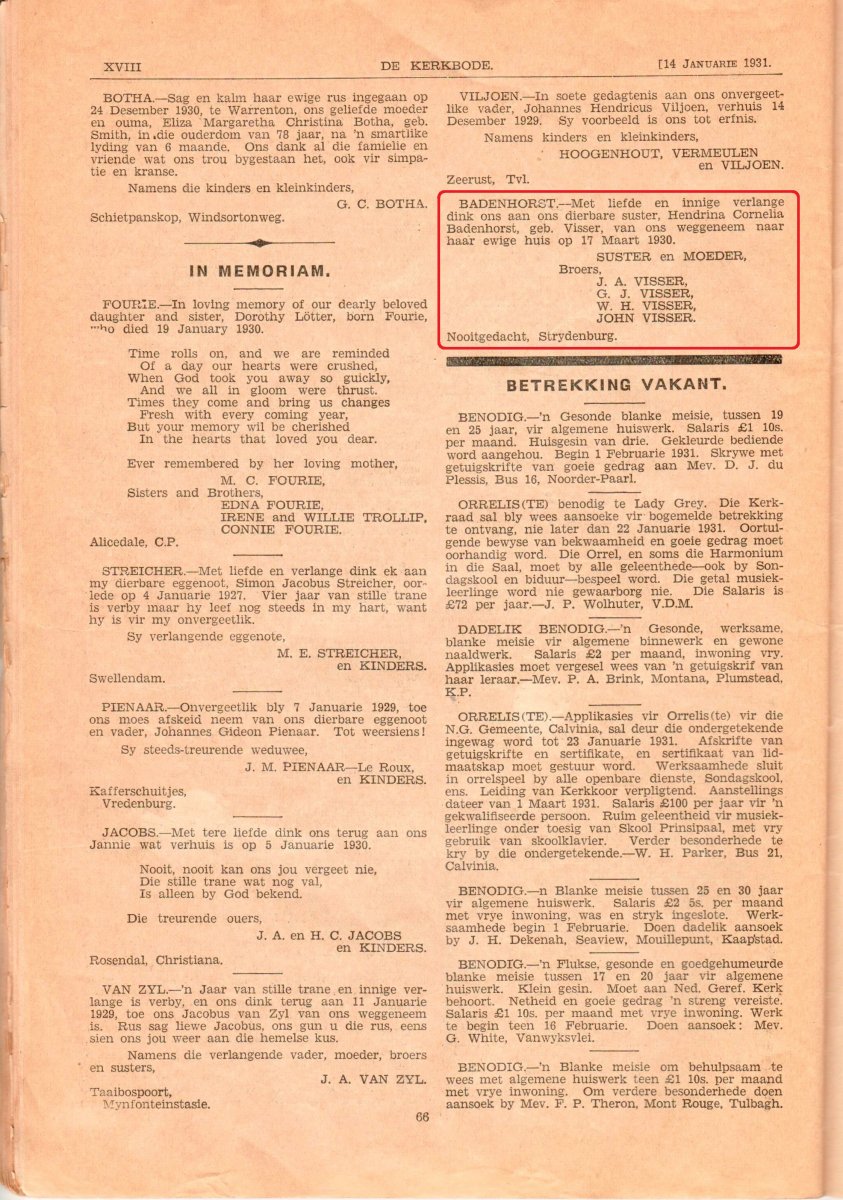 XVIII DE KERKBODE. [14 JANUARIE 1931.
BOTHA.—Sag en kalm haar ewige rus ingegaan op
24 Desember 1930, te Warrenton, ons geliefde moeder
en ouma, Eliza Margaretha Christina Botha, geb.
Smith, in die ouderdom van 78 jaar, na 'n smartlike
lyding van 6 maande. Ons dank al die famielie en
vriende wat ons trou bygestaan het, ook vir simpa-
tie en kranse.
Namens die kinders en kleinkinders,
G. C. BOTHA.
Schietpanskop, Windsortonweg.
IN MEMORIAM.
FOURIE.—In loving memory of our dearly beloved
daughter and sister, Dorothy Lötter, born Fourie,
who died 19 January 1930.
Time rolls on, and we are reminded
Of a day our hearts were crushed,
When God took you away so guickly,
And we all in gloom were thrust.
Times they come and bring us changes
Fresh with every coming year,
But your memory wil be cherished
In the hearts that loved you dear.
Ever remembered by her loving mother,
M. C. FOURIE,
Sisters and Brothers,
EDNA FOURIE,
IRENE and WILLIE TROLLIP,
CONNIE FOURIE.
Alicedale, C.P.
STREICHER.—Met liefde en verlange dink ek aan
my dierbare eggenoot, Simon Jacobus Streicher, oor-
lede op 4 Januarie 1927. Vier jaar van stille trane
is verby maar hy leef nog steeds in my hart, want
hy is vir my onvergeetlik.
Sy verlangende eggenote,
M. E. STREICHER,
en KINDERS.
Swellendam.
PIENAAR.—Onvergeetlik bly 7 Januarie 1929, toe
ons moes afskeid neem van ons dierbare eggenoot
en vader, Johannes Gideon Pienaar. Tot weersiens!
Sy steeds-treurende weduwee,
J. M. PIENAAR—Le Roux,
en KINDERS.
Kafferschuitjes,
Vredenburg.
JACOBS.—Met tere liefde dink ons terug aan ons
Jannie wat verhuis is op 5 Januarie 1930.
Nooit, nooit kan ons jou vergeet nie,
Die stille trane wat nog val,
Is alleen by God bekend.
Die treurende ouers,
J. A. en H. C. JACOBS
en KINDERS.
Rosendal, Christiana.
VAN ZYL.—'n Jaar van stille trane en innige ver-
lange is verby, en ons dink terug aan 11 Januarie
1929, toe ons Jacobus van Zyl van ons weggeneem
is. Rus sag liewe Jacobus, ons gun u die rus, eens
sien ons jou weer aan die hemelse kus.
Namens die verlangende vader, moeder, broers
en susters,
J. A. VAN ZYL.
Taaibospoort,
Mynfonteinstasie.
VILJOEN.—In soete gedagtenis aan ons onvergeet-
like vader, Johannes Hendricus Viljoen, verhuis 14
Desember 1929. Sy voorbeeld is ons tot erfnis.
Namens kinders en kleinkinders,
HOOGENHOUT, VERMEULEN
en VILJOEN.
Zeerust, Tvl.
BADENHORST.—Met liefde en innige verlange
dink ons aan ons dierbare suster, Hendrina Cornelia
Badenhorst, geb. Visser, van ons weggeneem naar
haar ewige huis op 17 Maart 1930.
SUSTER en MOEDER,
Broers,
J. A. VISSER,
G. J. VISSER,
W. H. VISSER,
JOHN VISSER.
Nooitgedacht, Strydenburg.
BETREKKING VAKANT.
BENODIG.—'n Gesonde blanke meisie, tussen 19
en 25 jaar, vir algemene huiswerk. Salaris £1 10s.
per maand. Huisgesin van drie. Gekleurde bediende
word aangehou. Begin 1 Februarie 1931. Skrywe met
getuigskrifte van goeie gedrag aan Mev. D. J. du
Plessis, Bus 16, Noorder-Paarl.
ORRELIS(TE) benodig te Lady Grey. Die Kerk-
raad sal bly wees aansoeke vir bogemelde betrekking
te ontvang, nie later dan 22 Januarie 1931. Oortui-
gende bewyse van bekwaamheid en goeie gedrag moet
oorhandig word. Die Orrel, en soms die Harmonium
in die Saal, moet by alle geleenthede—ook by Son-
dagskool en biduur—bespeel word. Die getal musiek-
leerlinge word nie gewaarborg nie. Die Salaris is
£72 per jaar.—J. P. Wolhuter, V.D.M.
DADELIK BENODIG.—'n Gesonde, werksame,
blanke meisie vir algemene binnewerk en gewone
naaldwerk. Salaris £2 per maand, inwoning vry.
Applikasies moet vergesel wees van 'n getuigskrif van
haar leraar.—Mev. P. A. Brink, Montana, Plumstead,
K.P.
ORRELIS(TE).—Applikasies vir Orrelis(te) vir die
N.G. Gemeente, Calvinia, sal deur die ondergetekende
ingewag word tot 23 Januarie 1931. Afskrifte van
getuigskrifte en sertifikate, en sertifikaat van lid-
maatskap moet gestuur word. Werksaamhede sluit
in orrelspeel by alle openbare dienste, Sondagskool,
ens. Leiding van Kerkkoor verpligtend. Aanstellings
dateer van 1 Maart 1931. Salaris £100 per jaar vir 'n
gekwalifiseerde persoon. Ruim geleentheid vir musiek-
leerlinge onder toesig van Skool Prinsipaal, met vry
gebruik van skoolklavier. Verder besonderhede te
kry by die ondergetekende.—W. H. Parker, Bus 21,
Calvinia.
BENODIG.—n Blanke meisie tussen 25 en 30 jaar
vir algemene huiswerk. Salaris £2 5s. per maand
met vrye inwoning, was en stryk ingeslote. Werk-
saamhede begin 1 Februarie. Doen dadelik aansoek
by J. H. Dekenah, Seaview, Mouillepunt, Kaapstad.
BENODIG.—'n Flukse, gesonde en goedgehumeurde
blanke meisie tussen 17 en 20 jaar vir algemene
huiswerk. Klein gesin. Moet aan Ned. Geref. Kerk
behoort. Netheid en goeie gedrag 'n streng vereiste.
Salaris £1 10s. per maand met vrye inwoning. Werk
te begin teen 16 Februarie. Doen aansoek: Mev.
G. White, Vanwyksvlei.
BENODIG.—'n Blanke meisie om behulpsaam te
wees met algemene huiswerk teen £1 10s. per maand
met vrye inwoning. Om verdere besonderhede doen
aansoek by Mev. F. P. Theron, Mont Rouge, Tulbagh.
66